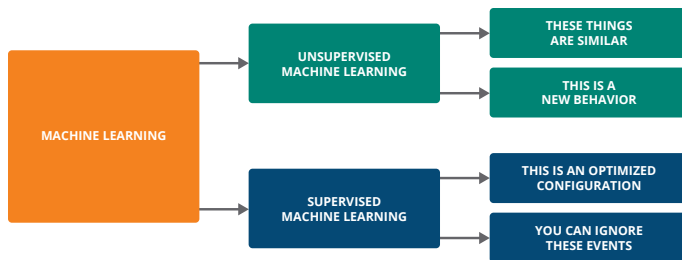 MACHINE LEARNING
UNSUPERVISED
MACHINE LEARNING
THESE THINGS
ARE SIMILAR
THIS IS A
NEW BEHAVIOR
SUPERVISED
MACHINE LEARNING
THIS IS AN OPTIMIZED
CONFIGURATION
YOU CAN IGNORE
THESE EVENTS